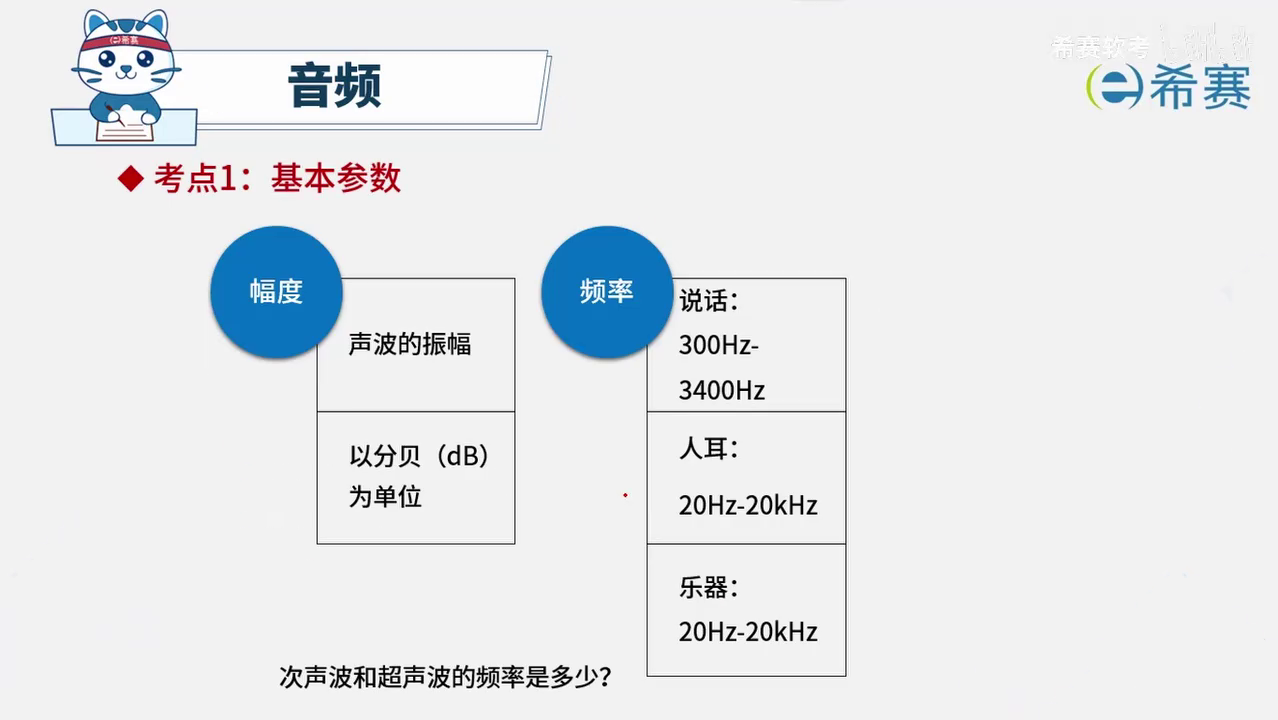 希赛
音频
希赛软考
希赛
考点1：基本参数
幅度
声波的振幅
以分贝（dB）
为单位
频率
说话：
300Hz-
3400Hz
人耳：
20Hz-20kHz
乐器：
20Hz-20kHz
次声波和超声波的频率是多少？